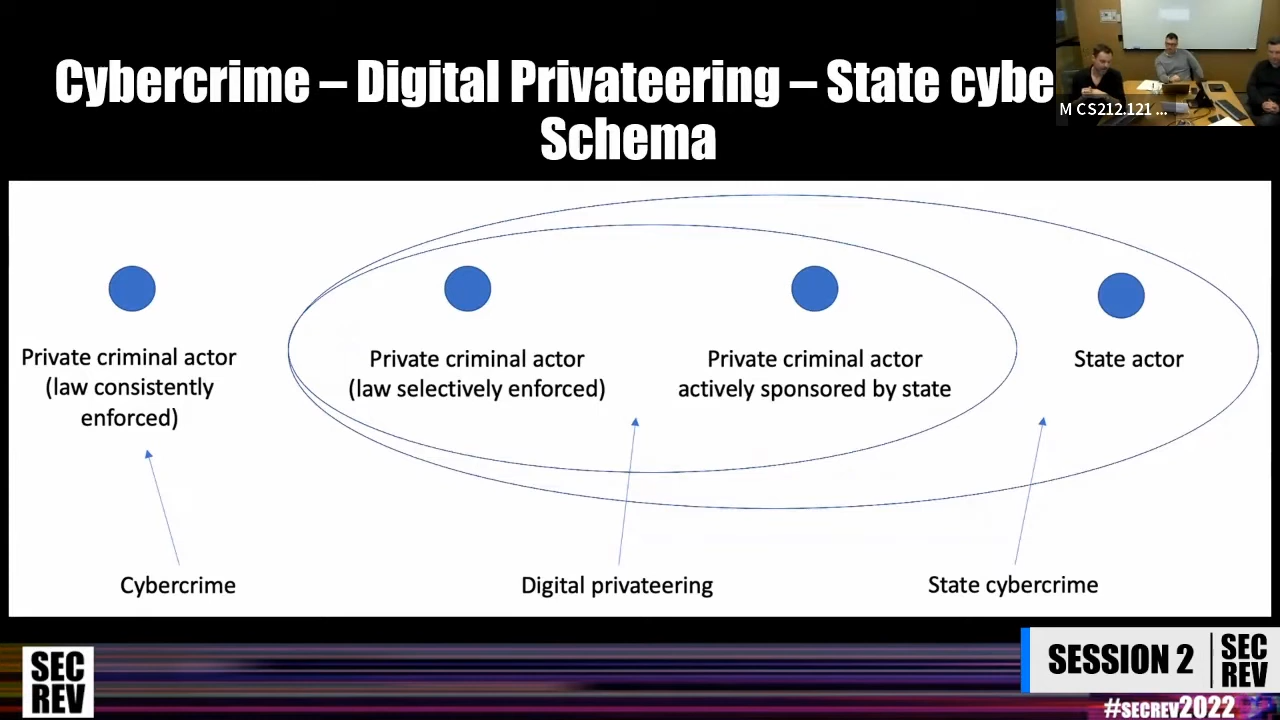 Cybercrime – Digital Privateering – State cybe
Schema
M CS212.121 ...
Private criminal actor
(law consistently
enforced)
Private criminal actor
(law selectively enforced)
Private criminal actor
actively sponsored by state
State actor
Cybercrime
Digital privateering
State cybercrime
SEC
REV
SESSION 2
SEC
REV
#SECREV2022